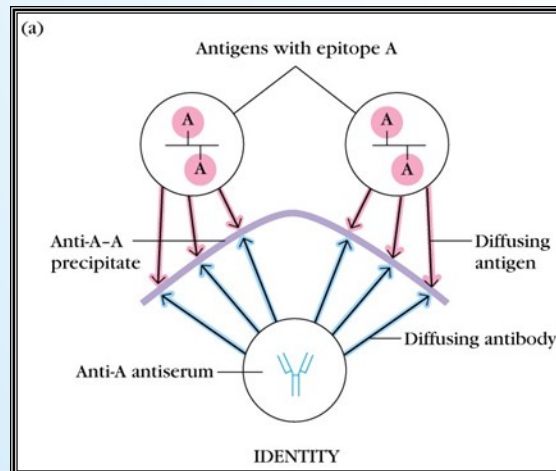 (a)
Antigens with epitope A
A
A
A
A
Anti-A–A
precipitate
Diffusing
antigen
Diffusing antibody
Anti-A antiserum
IDENTITY